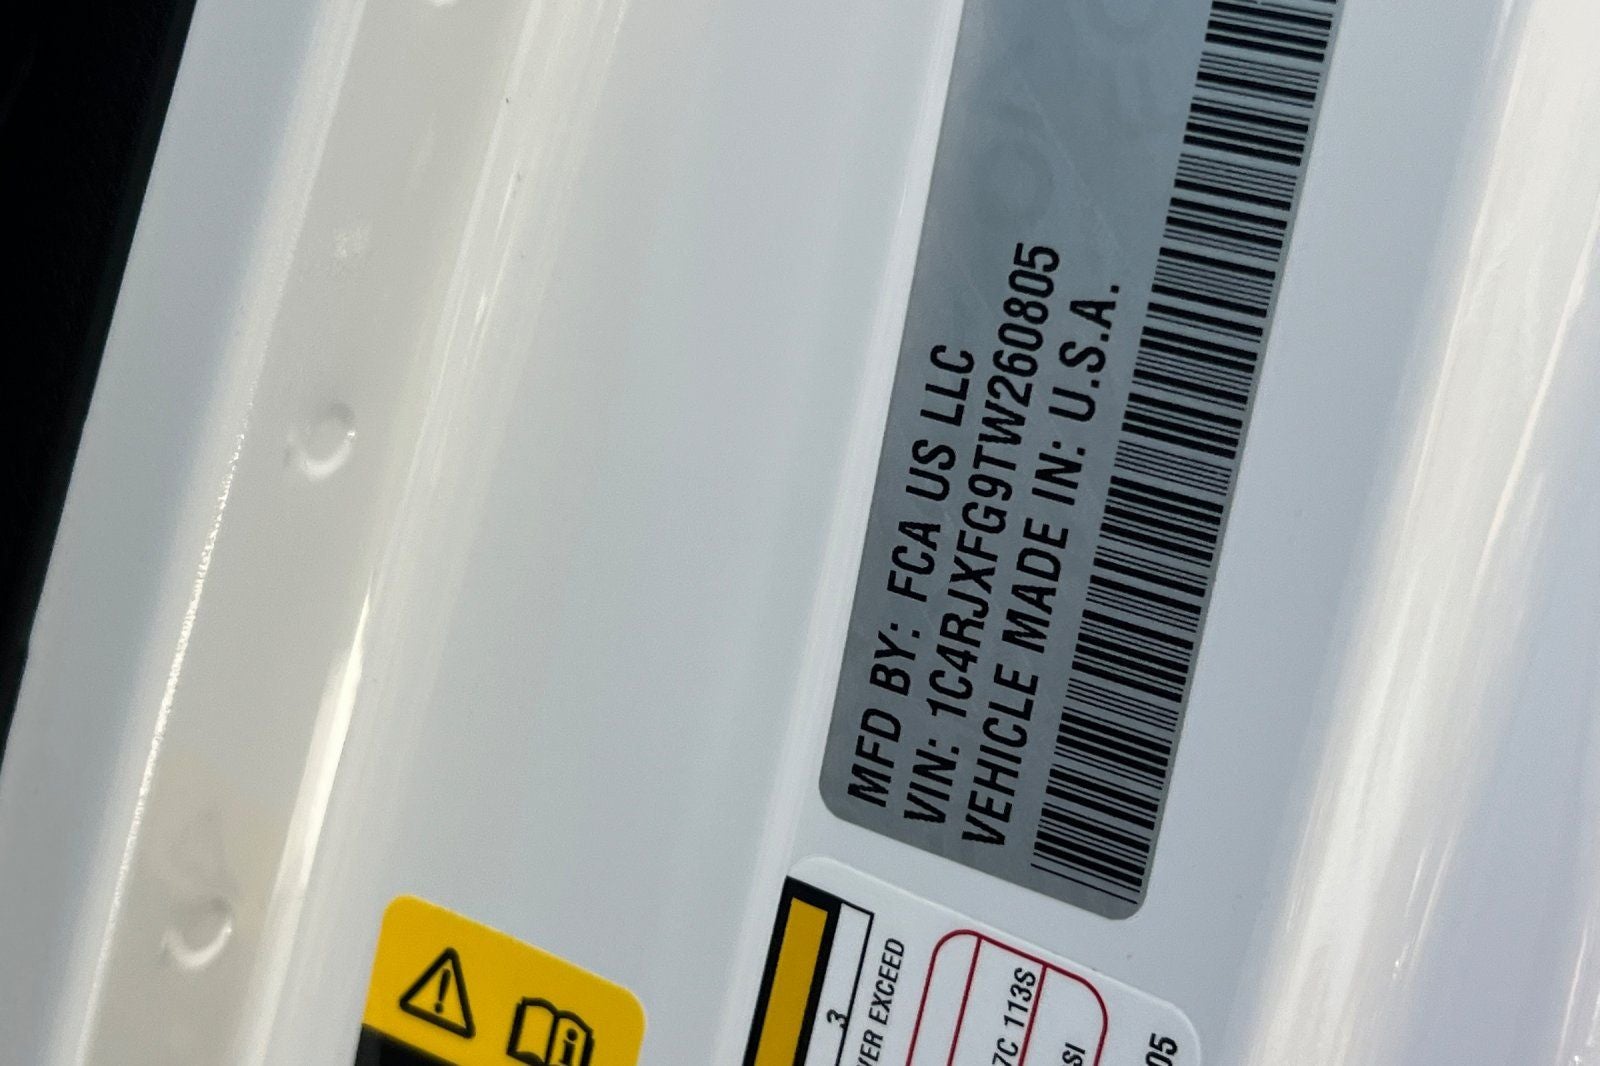 MFD BY: FCA US LLC
VIN: 1C4RJXFG9TW260805
VEHICLE MADE IN: U.S.A.
3
EXCEED
113S
05